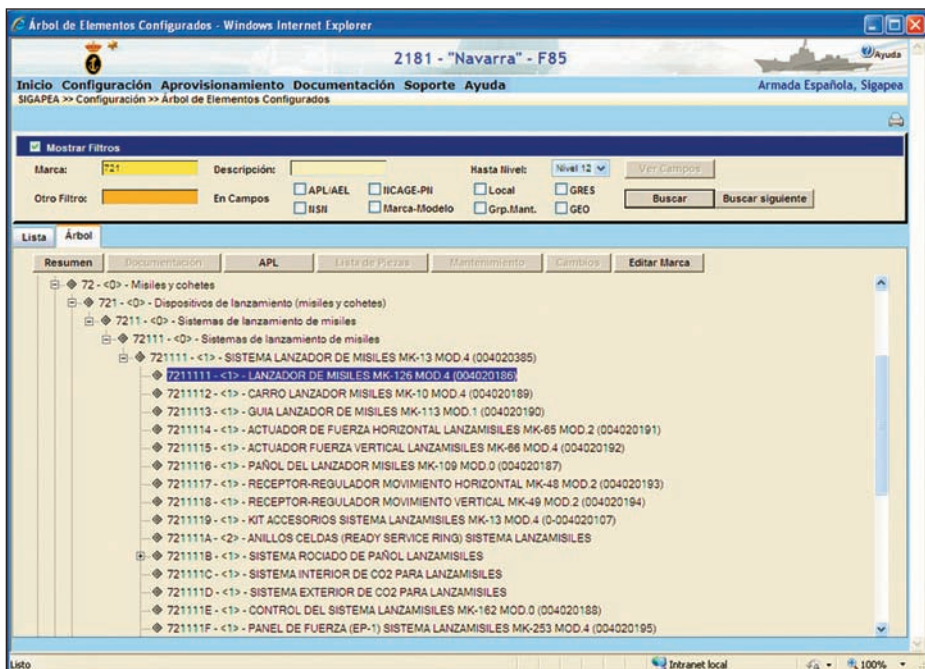 Árbol de Elementos Configurados - Windows Internet Explorer
2181 - "Navarra" - F85
Ayuda
Inicio Configuración Aprovisionamiento Documentación Soporte Ayuda
Armada Española, Sigapea
SIGAPEA >> Configuración >> Árbol de Elementos Configurados
Mostrar Filtros
Marca: 721 Descripción: Hasta Nivel: Nivel 12 Ver Campos
Otro Filtro: En Campos APL/AEL NCAGE-PN Local GRES Buscar Buscar siguiente
NSN Marca-Modelo Grp.Mant. GEO
Lista Árbol
Resumen Documentación APL Lista de Piezas Mantenimiento Cambios Editar Marca
72 - <0> - Misiles y cohetes
721 - <0> - Dispositivos de lanzamiento (misiles y cohetes)
7211 - <0> - Sistemas de lanzamiento de misiles
72111 - <0> - Sistemas de lanzamiento de misiles
721111 - <1> - SISTEMA LANZADOR DE MISILES MK-13 MOD.4 (004020385)
7211111 - <1> - LANZADOR DE MISILES MK-126 MOD.4 (004020186)
7211112 - <1> - CARRO LANZADOR MISILES MK-10 MOD.4 (004020189)
7211113 - <1> - GUIA LANZADOR DE MISILES MK-113 MOD.1 (004020190)
7211114 - <1> - ACTUADOR DE FUERZA HORIZONTAL LANZAMISILES MK-65 MOD.2 (004020191)
7211115 - <1> - ACTUADOR FUERZA VERTICAL LANZAMISILES MK-66 MOD.4 (004020192)
7211116 - <1> - PAÑOL DEL LANZADOR MISILES MK-109 MOD.0 (004020187)
7211117 - <1> - RECEPTOR-REGULADOR MOVIMIENTO HORIZONTAL MK-48 MOD.2 (004020193)
7211118 - <1> - RECEPTOR-REGULADOR MOVIMIENTO VERTICAL MK-49 MOD.2 (004020194)
7211119 - <1> - KIT ACCESORIOS SISTEMA LANZAMISILES MK-13 MOD.4 (0-004020107)
721111A - <2> - ANILLOS CELDAS (READY SERVICE RING) SISTEMA LANZAMISILES
721111B - <1> - SISTEMA ROCIADO DE PAÑOL LANZAMISILES
721111C - <1> - SISTEMA INTERIOR DE CO2 PARA LANZAMISILES
721111D - <1> - SISTEMA EXTERIOR DE CO2 PARA LANZAMISILES
721111E - <1> - CONTROL DEL SISTEMA LANZAMISILES MK-162 MOD.0 (004020188)
721111F - <1> - PANEL DE FUERZA (EP-1) SISTEMA LANZAMISILES MK-253 MOD.4 (004020195)
Listo Intranet local 100%